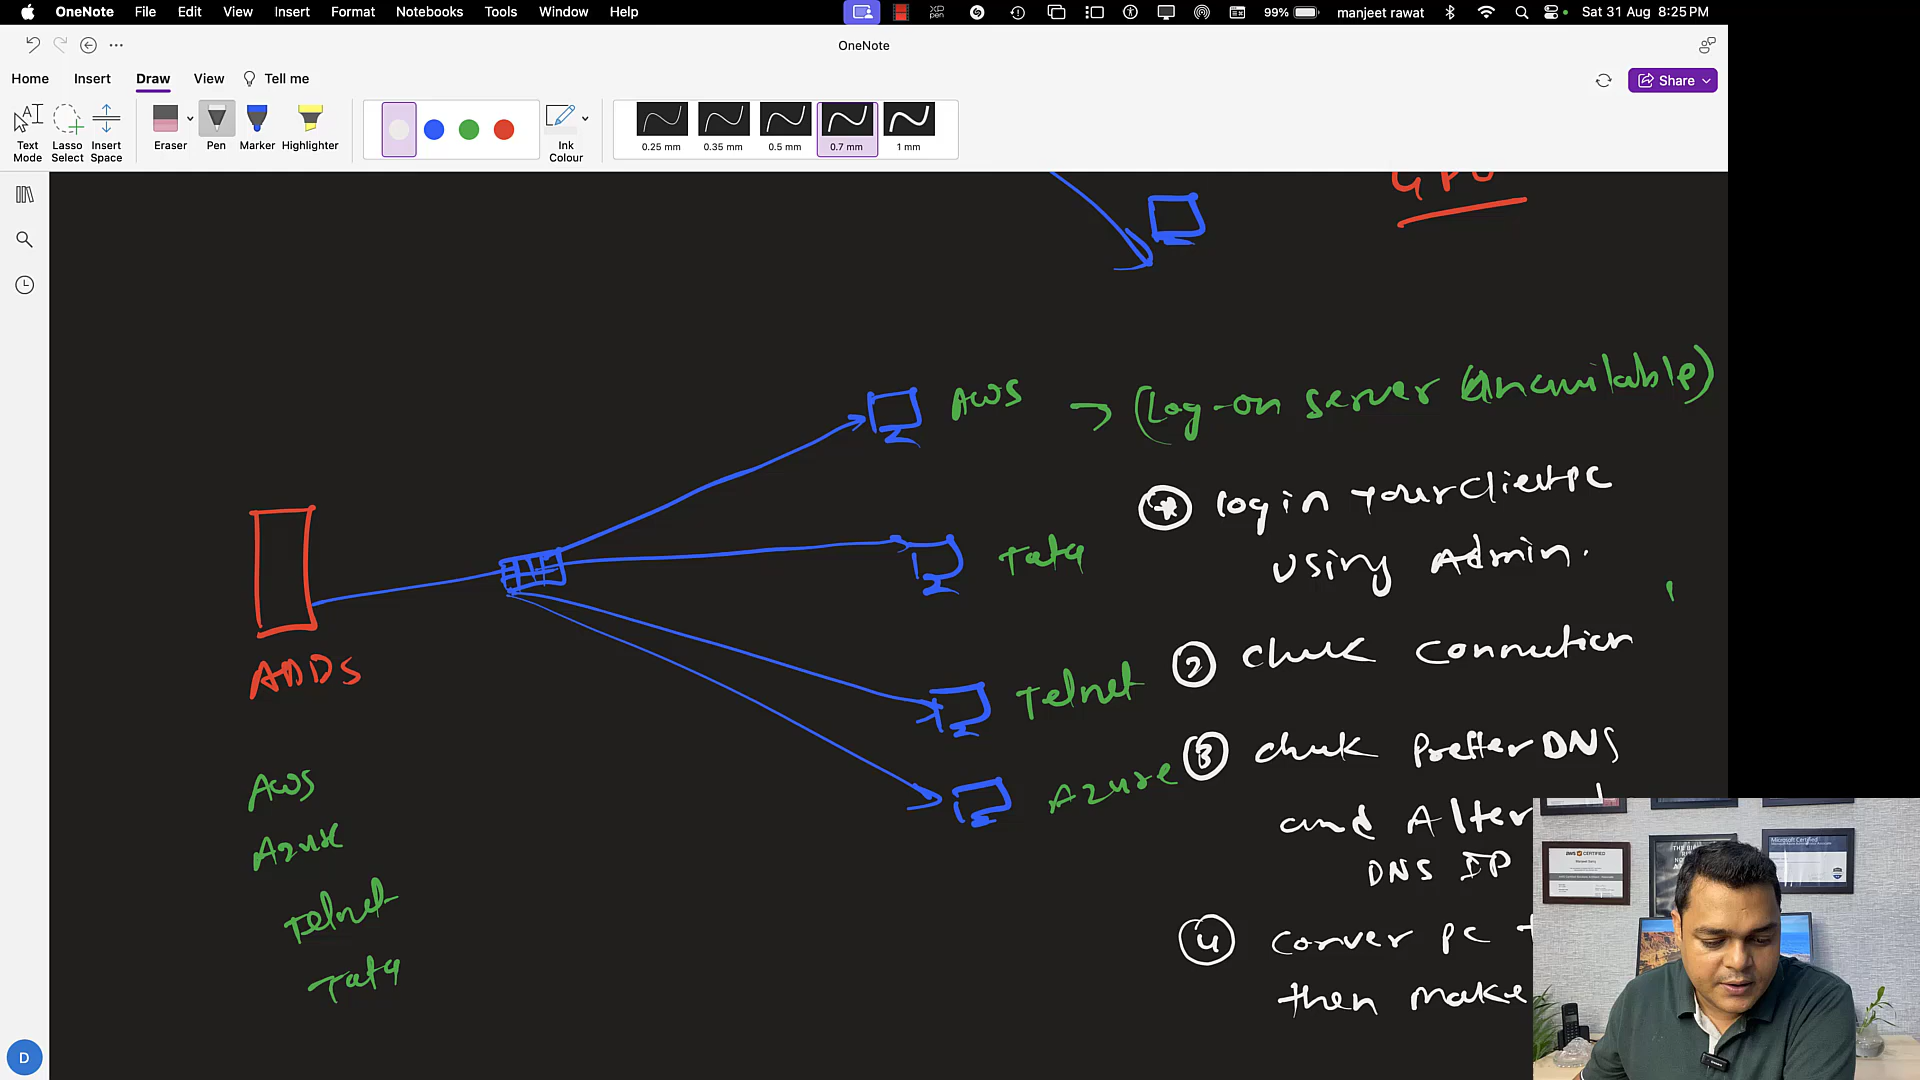 OneNote File Edit View Insert Format Notebooks Tools Window Help
99% manjeet rawat Sat 31 Aug 8:25 PM
OneNote
Home Insert Draw View Tell me
Share
Text Mode
Lasso Select
Insert Space
Eraser
Pen
Marker
Highlighter
Ink Colour
0.25 mm 0.35 mm 0.5 mm 0.7 mm 1 mm
GPO
AWS → (Log-on server unavailable)
login your client pc
using Admin.
Tata
② check connection
Telnet
③ check Preffer DNS
Azure
and Alter
DNS IP
④ conver pc
then make
ADDS
AWS
Azure
Telnet
Tata
D